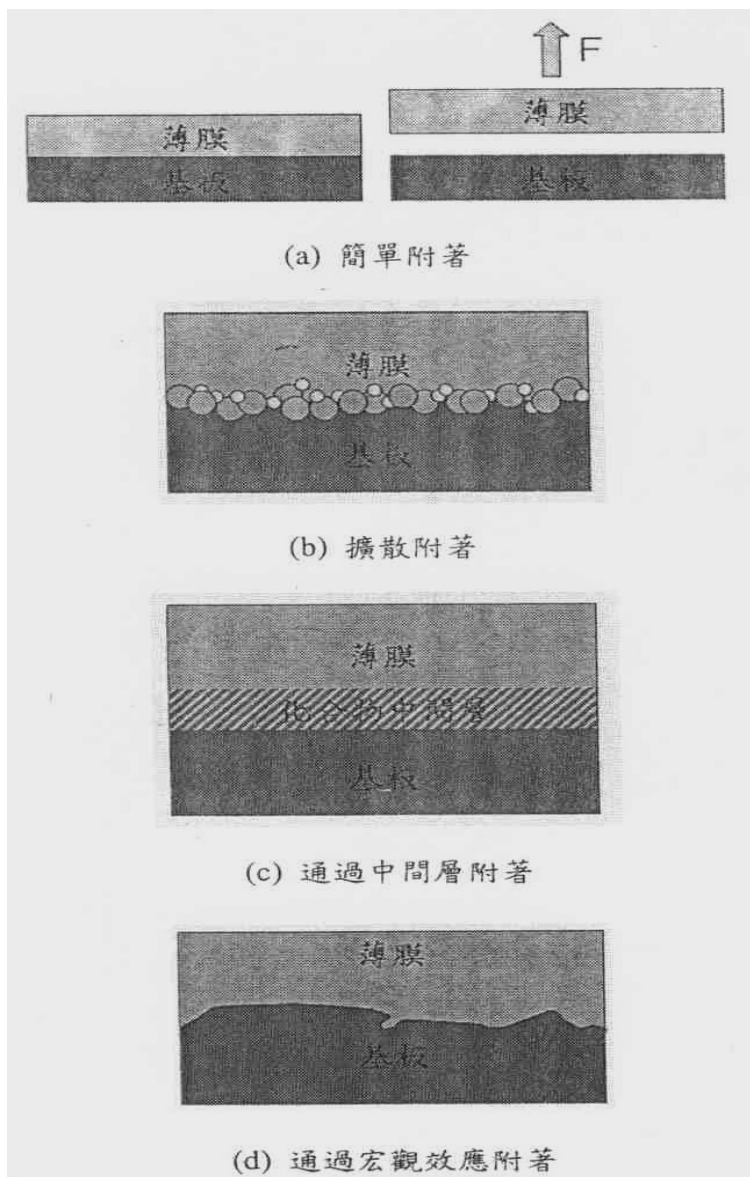 F
薄膜
薄膜
基板
基板
(a) 簡單附著
薄膜
基板
(b) 擴散附著
薄膜
化合物中間層
基板
(c) 通過中間層附著
薄膜
基板
(d) 通過宏觀效應附著